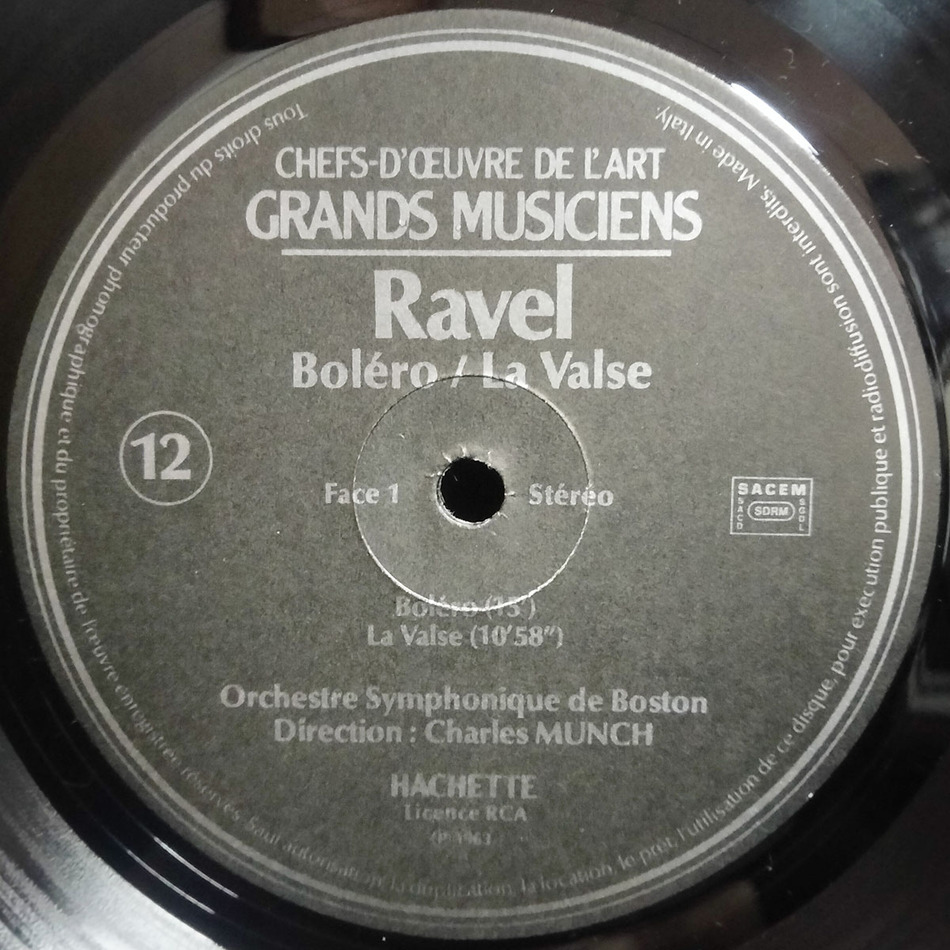 CHEFS-D'ŒUVRE DE L'ART
GRANDS MUSICIENS
Ravel
Boléro / La Valse
12
Face 1
Stéréo
SACEM
SACD
SDRM
SGDL
Boléro (15')
La Valse (10'58")
Orchestre Symphonique de Boston
Direction : Charles MUNCH
HACHETTE
Licence RCA
Tous droits du producteur phonographique et du propriétaire de l'œuvre enregistrée réservés. Sauf autorisation, la duplication, la location, le prêt, l'utilisation de ce disque, pour exécution publique et radiodiffusion sont interdits. Made in Italy.